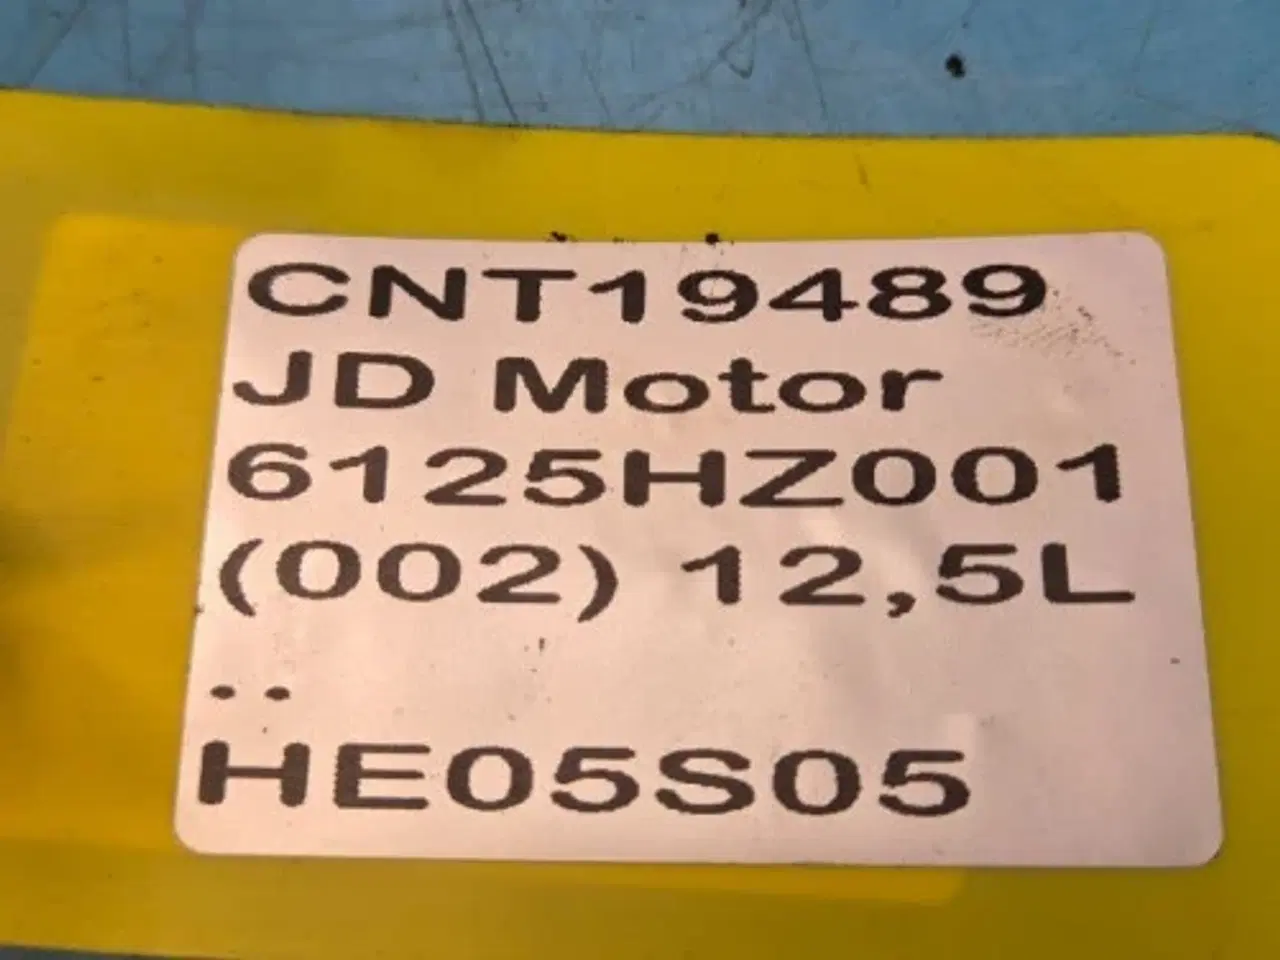 CNT19489
JD Motor
6125HZ001
(002) 12,5L
..
HE05S05